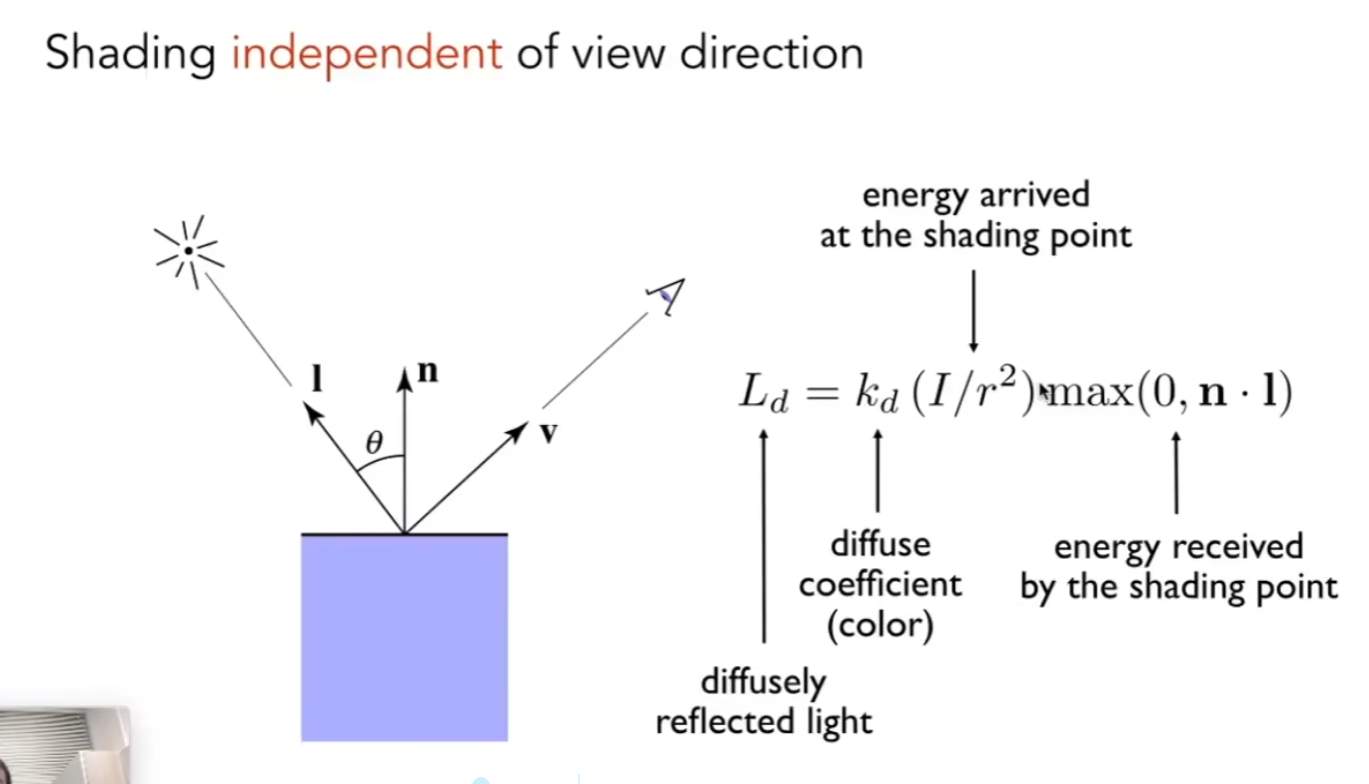 Shading independent of view direction
energy arrived
at the shading point
l
n
θ
v
L_d = k_d (I/r²) max(0, n · l)
diffuse
coefficient
(color)
energy received
by the shading point
diffusely
reflected light